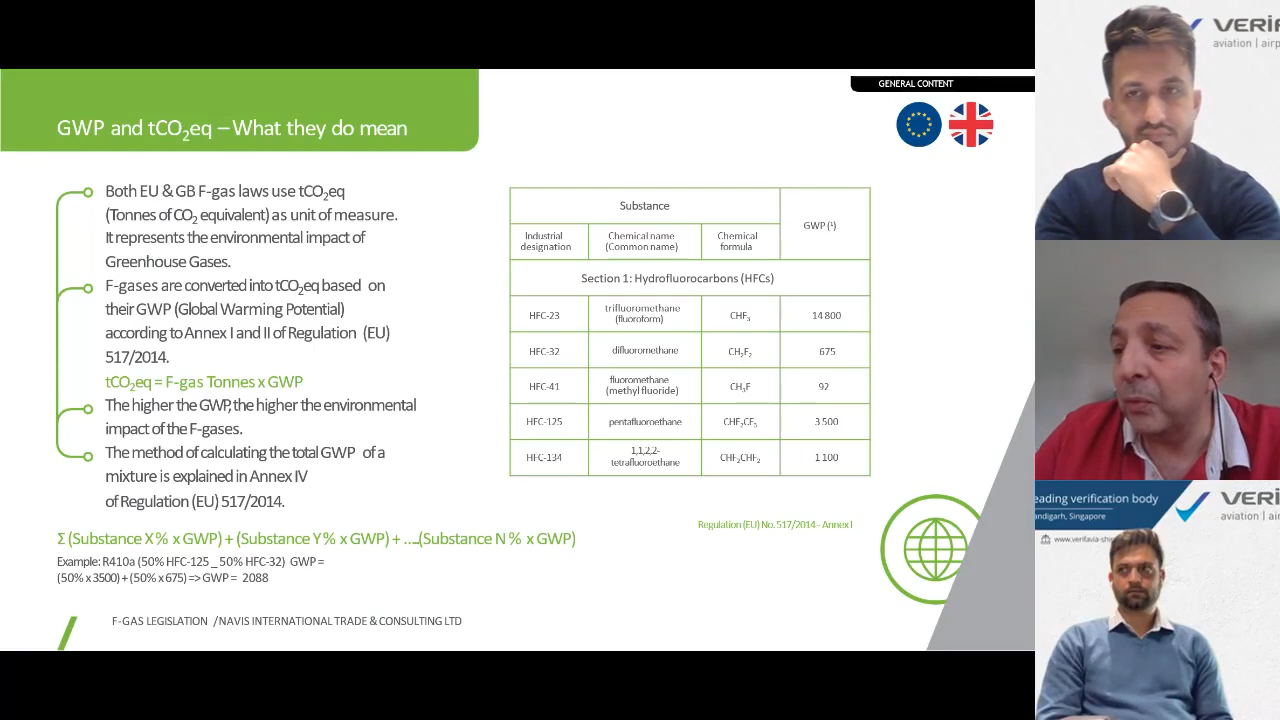 GENERAL CONTENT
GWP and tCO₂eq – What they do mean
Both EU & GB F-gas laws use tCO₂eq
(Tonnes of CO₂ equivalent) as unit of measure.
It represents the environmental impact of
Greenhouse Gases.
F-gases are converted into tCO₂eq based on
their GWP (Global Warming Potential)
according to Annex I and II of Regulation (EU)
517/2014.
tCO₂eq = F-gas Tonnes x GWP
The higher the GWP, the higher the environmental
impact of the F-gases.
The method of calculating the total GWP of a
mixture is explained in Annex IV
of Regulation (EU) 517/2014.
Σ (Substance X % x GWP) + (Substance Y % x GWP) + ….(Substance N % x GWP)
Example: R410a (50% HFC-125 _ 50% HFC-32) GWP =
(50% x 3500) + (50% x 675) => GWP = 2088
F-GAS LEGISLATION /NAVIS INTERNATIONAL TRADE & CONSULTING LTD
Substance
GWP (¹)
Industrial designation
Chemical name (Common name)
Chemical formula
Section 1: Hydrofluorocarbons (HFCs)
HFC-23 trifluoromethane (fluoroform) CHF₃ 14 800
HFC-32 difluoromethane CH₂F₂ 675
HFC-41 fluoromethane (methyl fluoride) CH₃F 92
HFC-125 pentafluoroethane CHF₂CF₃ 3 500
HFC-134 1,1,2,2-tetrafluoroethane CHF₂CHF₂ 1 100
Regulation (EU) No. 517/2014 - Annex I
VERIF
aviation | airp
eading verification body
ndigarh, Singapore
www.verifavia-shi
VERI
aviation | airp